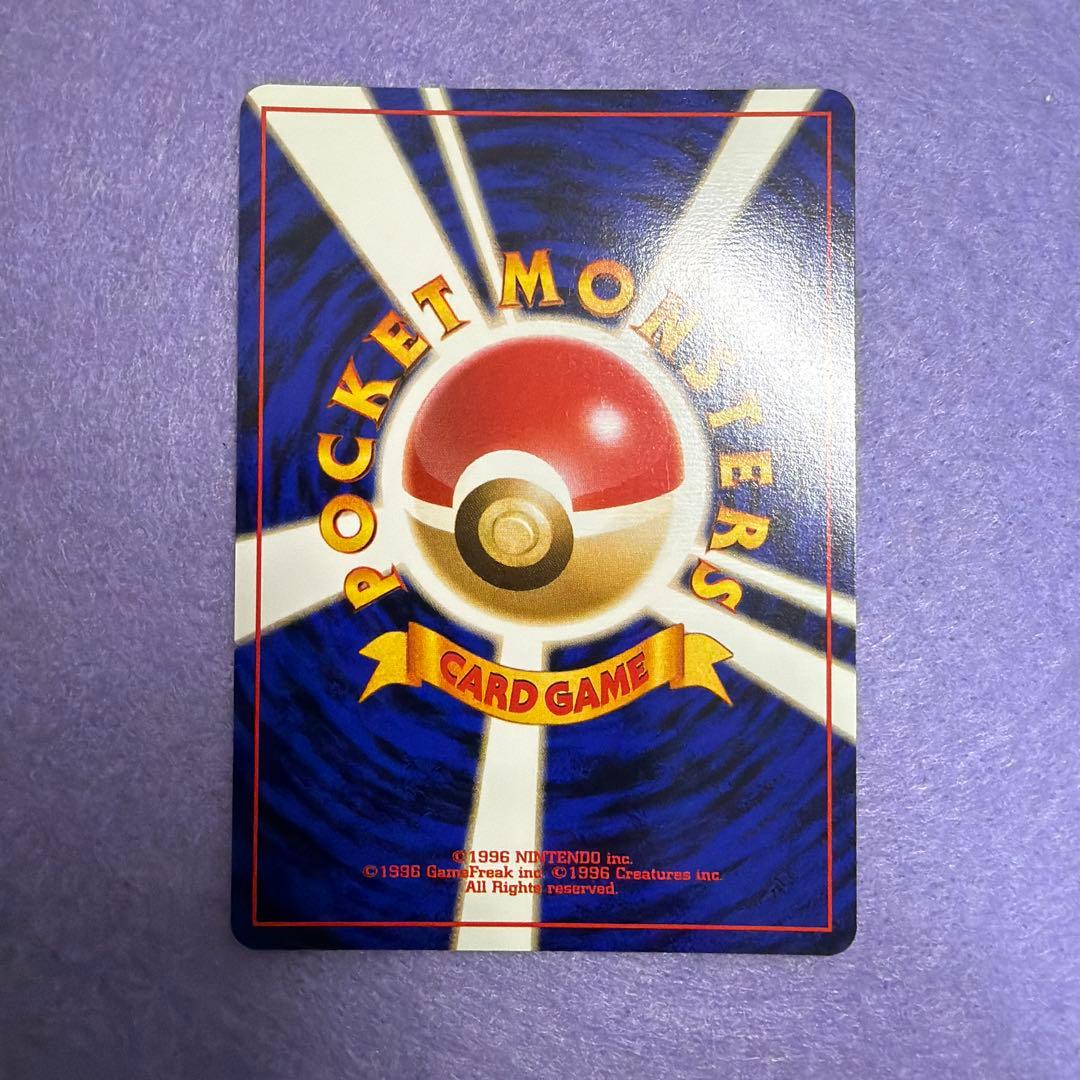 POCKET MONSTERS
CARD GAME
©1996 NINTENDO inc.
©1996 GameFreak inc. ©1996 Creatures inc.
All Rights reserved.